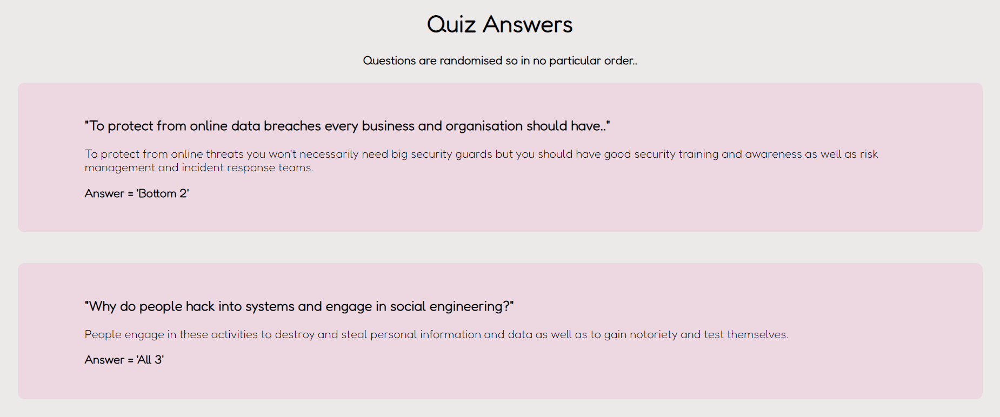 Quiz Answers
Questions are randomised so in no particular order..
"To protect from online data breaches every business and organisation should have.."
To protect from online threats you won't necessarily need big security guards but you should have good security training and awareness as well as risk
management and incident response teams.
Answer = 'Bottom 2'
"Why do people hack into systems and engage in social engineering?"
People engage in these activities to destroy and steal personal information and data as well as to gain notoriety and test themselves.
Answer = 'All 3'